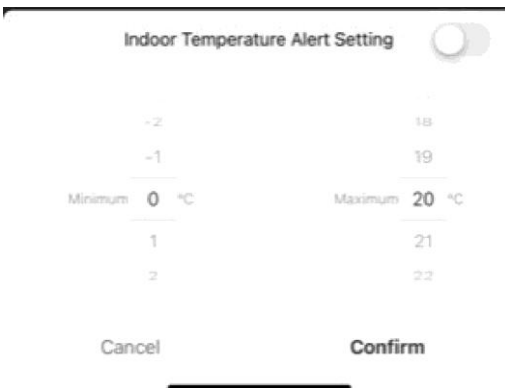 Indoor Temperature Alert Setting
-2 18
-1 19
Minimum 0 °C Maximum 20 °C
1 21
2 22
Cancel Confirm